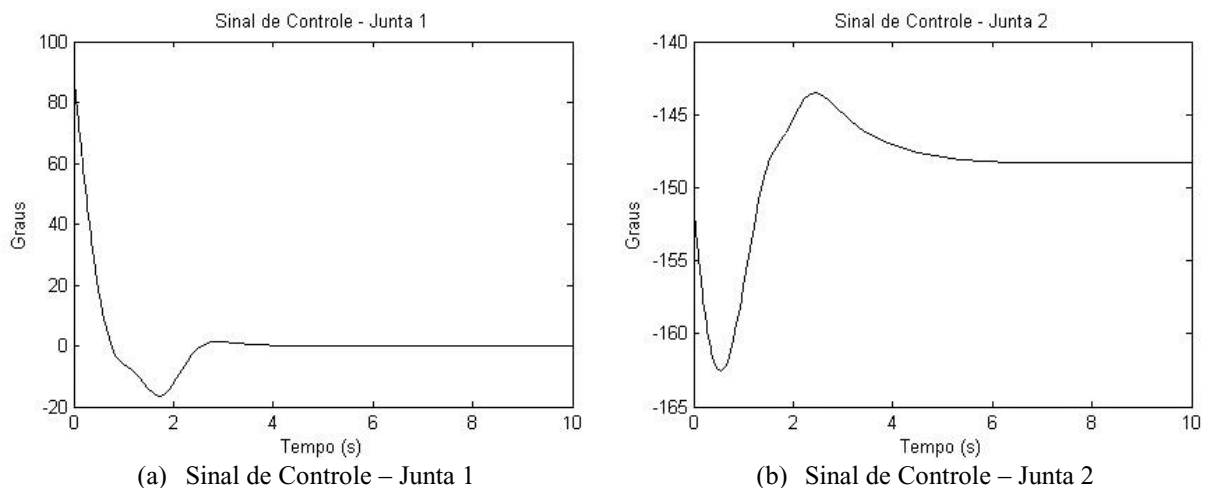 Sinal de Controle - Junta 1
100
80
60
40
20
0
-20
Graus
0 2 4 6 8 10
Tempo (s)
(a) Sinal de Controle – Junta 1
Sinal de Controle - Junta 2
-140
-145
-150
-155
-160
-165
Graus
0 2 4 6 8 10
Tempo (s)
(b) Sinal de Controle – Junta 2